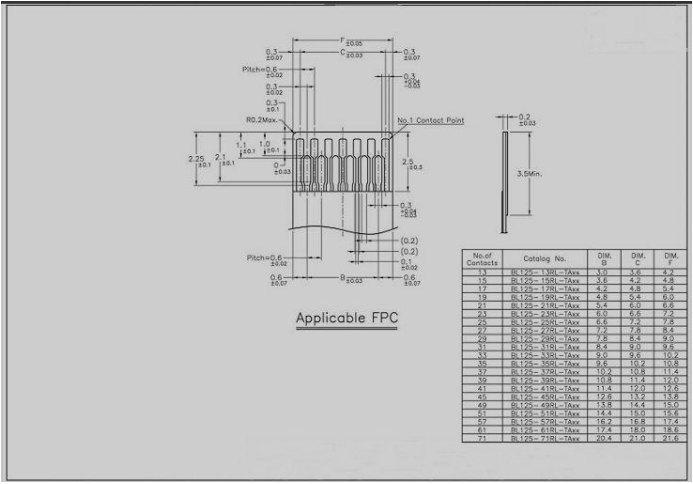 F ±0.05
0.3 ±0.07
C ±0.03
0.3 ±0.07
Pitch=0.6 ±0.02
0.3 ±0.02
0.3 +0.04 -0.03
0.3 ±0.1
R0.2Max.
No.1 Contact Point
0.2 ±0.03
2.25 ±0.1
2.1 ±0.1
1.1 ±0.1
1.0 ±0.1
0 ±0.03
2.5 ±0.3
3.5Min.
0.3 +0.04 -0.03
(0.2)
(0.2)
Pitch=0.6 ±0.02
0.1 ±0.02
0.6 ±0.07
B ±0.03
0.6 ±0.07
Applicable FPC
No.of Contacts Catalog No. DIM. B DIM. C DIM. F
13 BL125-13RL-TAxx 3.0 3.6 4.2
15 BL125-15RL-TAxx 3.6 4.2 4.8
17 BL125-17RL-TAxx 4.2 4.8 5.4
19 BL125-19RL-TAxx 4.8 5.4 6.0
21 BL125-21RL-TAxx 5.4 6.0 6.6
23 BL125-23RL-TAxx 6.0 6.6 7.2
25 BL125-25RL-TAxx 6.6 7.2 7.8
27 BL125-27RL-TAxx 7.2 7.8 8.4
29 BL125-29RL-TAxx 7.8 8.4 9.0
31 BL125-31RL-TAxx 8.4 9.0 9.6
33 BL125-33RL-TAxx 9.0 9.6 10.2
35 BL125-35RL-TAxx 9.6 10.2 10.8
37 BL125-37RL-TAxx 10.2 10.8 11.4
39 BL125-39RL-TAxx 10.8 11.4 12.0
41 BL125-41RL-TAxx 11.4 12.0 12.6
45 BL125-45RL-TAxx 12.6 13.2 13.8
49 BL125-49RL-TAxx 13.8 14.4 15.0
51 BL125-51RL-TAxx 14.4 15.0 15.6
57 BL125-57RL-TAxx 16.2 16.8 17.4
61 BL125-61RL-TAxx 17.4 18.0 18.6
71 BL125-71RL-TAxx 20.4 21.0 21.6